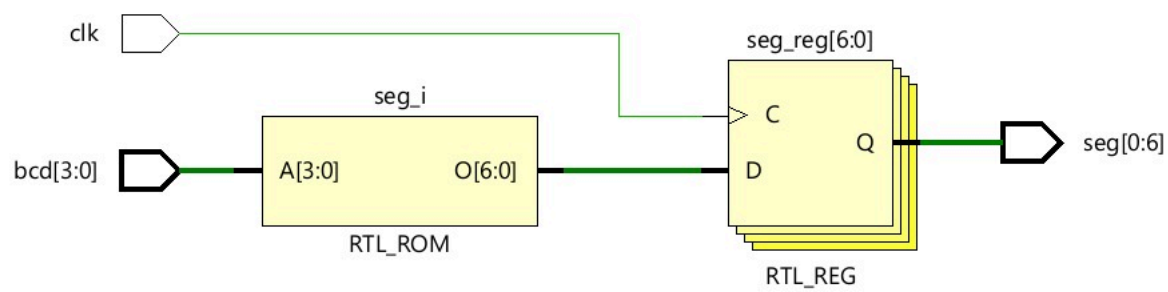 clk
seg_reg[6:0]
seg_i
C
bcd[3:0]
A[3:0]
O[6:0]
D
Q
seg[0:6]
RTL_ROM
RTL_REG